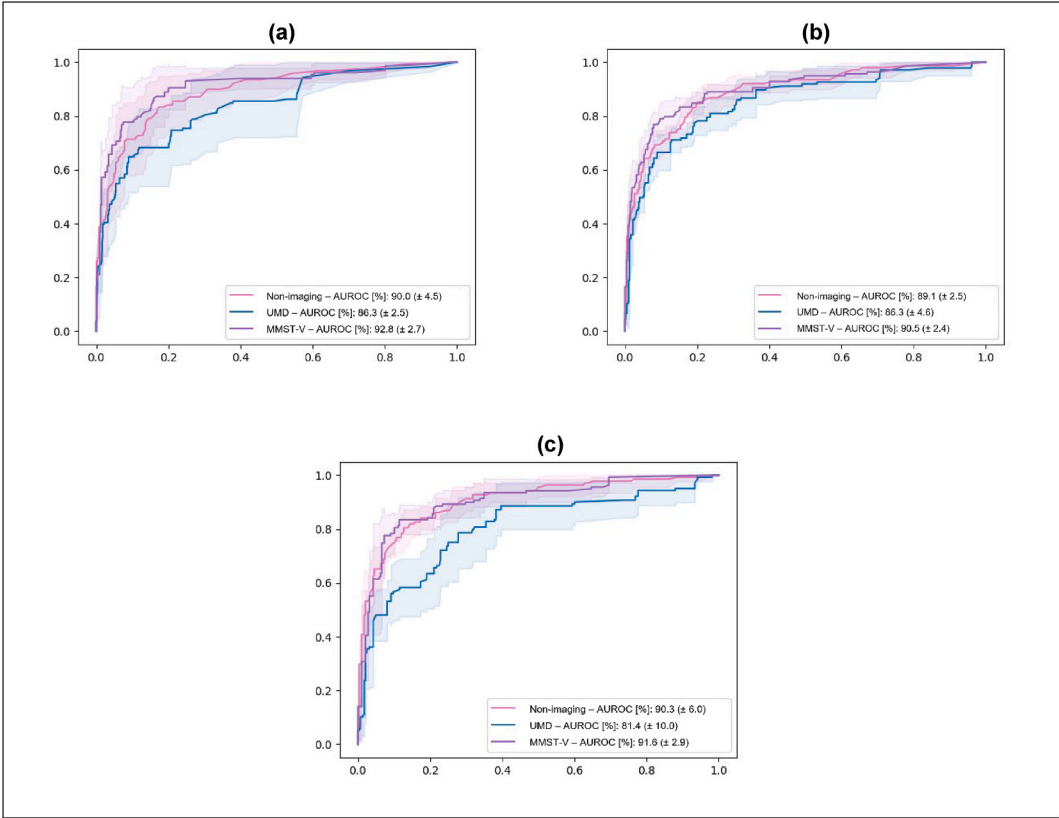 (a)
1.0
0.8
0.6
0.4
0.2
0.0
Non-imaging – AUROC [%]: 90.0 (± 4.5)
UMD – AUROC [%]: 86.3 (± 2.5)
MMST-V – AUROC [%]: 92.8 (± 2.7)
0.0 0.2 0.4 0.6 0.8 1.0
(b)
1.0
0.8
0.6
0.4
0.2
0.0
Non-imaging – AUROC [%]: 89.1 (± 2.5)
UMD – AUROC [%]: 86.3 (± 4.6)
MMST-V – AUROC [%]: 90.5 (± 2.4)
0.0 0.2 0.4 0.6 0.8 1.0
(c)
1.0
0.8
0.6
0.4
0.2
0.0
Non-imaging – AUROC [%]: 90.3 (± 6.0)
UMD – AUROC [%]: 81.4 (± 10.0)
MMST-V – AUROC [%]: 91.6 (± 2.9)
0.0 0.2 0.4 0.6 0.8 1.0